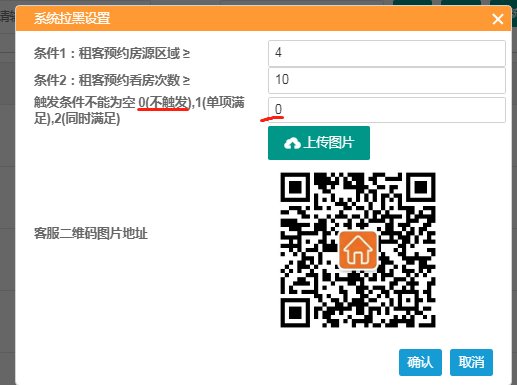 系统拉黑设置
条件1：租客预约房源区域 ≥
4
条件2：租客预约看房次数 ≥
10
触发条件不能为空 0(不触发),1(单项满
足),2(同时满足)
0
上传图片
客服二维码图片地址
确认 取消